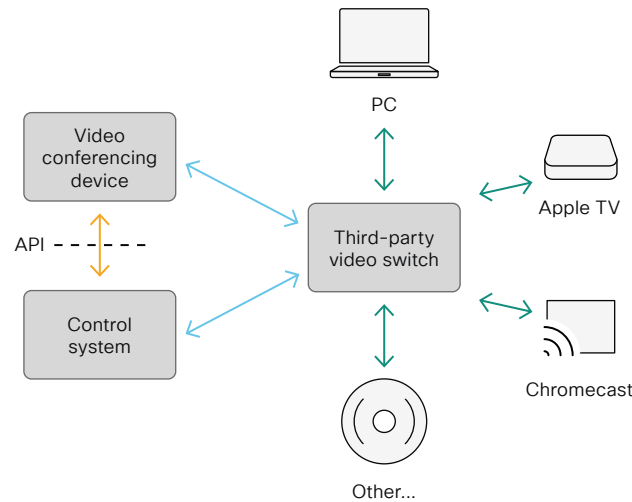 PC
Video
conferencing
device
Apple TV
API
Third-party
video switch
Control
system
Chromecast
Other...